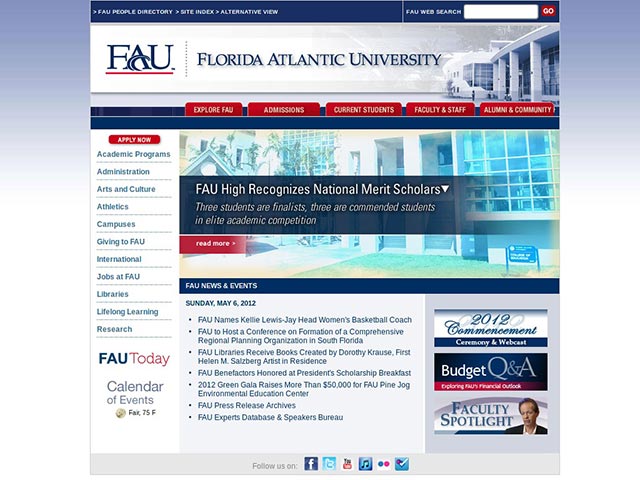 > FAU PEOPLE DIRECTORY > SITE INDEX > ALTERNATIVE VIEW
FAU WEB SEARCH GO
FAU
FLORIDA ATLANTIC UNIVERSITY
EXPLORE FAU ADMISSIONS CURRENT STUDENTS FACULTY & STAFF ALUMNI & COMMUNITY
APPLY NOW
Academic Programs
Administration
Arts and Culture
Athletics
Campuses
Giving to FAU
International
Jobs at FAU
Libraries
Lifelong Learning
Research
FAU Today
Calendar
of Events
Fair, 75 F
FAU High Recognizes National Merit Scholars▼
Three students are finalists, three are commended students
in elite academic competition
read more >
FAU NEWS & EVENTS
SUNDAY, MAY 6, 2012
• FAU Names Kellie Lewis-Jay Head Women's Basketball Coach
• FAU to Host a Conference on Formation of a Comprehensive
Regional Planning Organization in South Florida
• FAU Libraries Receive Books Created by Dorothy Krause, First
Helen M. Salzberg Artist in Residence
• FAU Benefactors Honored at President's Scholarship Breakfast
• 2012 Green Gala Raises More Than $50,000 for FAU Pine Jog
Environmental Education Center
• FAU Press Release Archives
• FAU Experts Database & Speakers Bureau
2012
Commencement
Ceremony & Webcast
Budget Q&A
Exploring FAU's Financial Outlook
FACULTY
SPOTLIGHT
Follow us on: